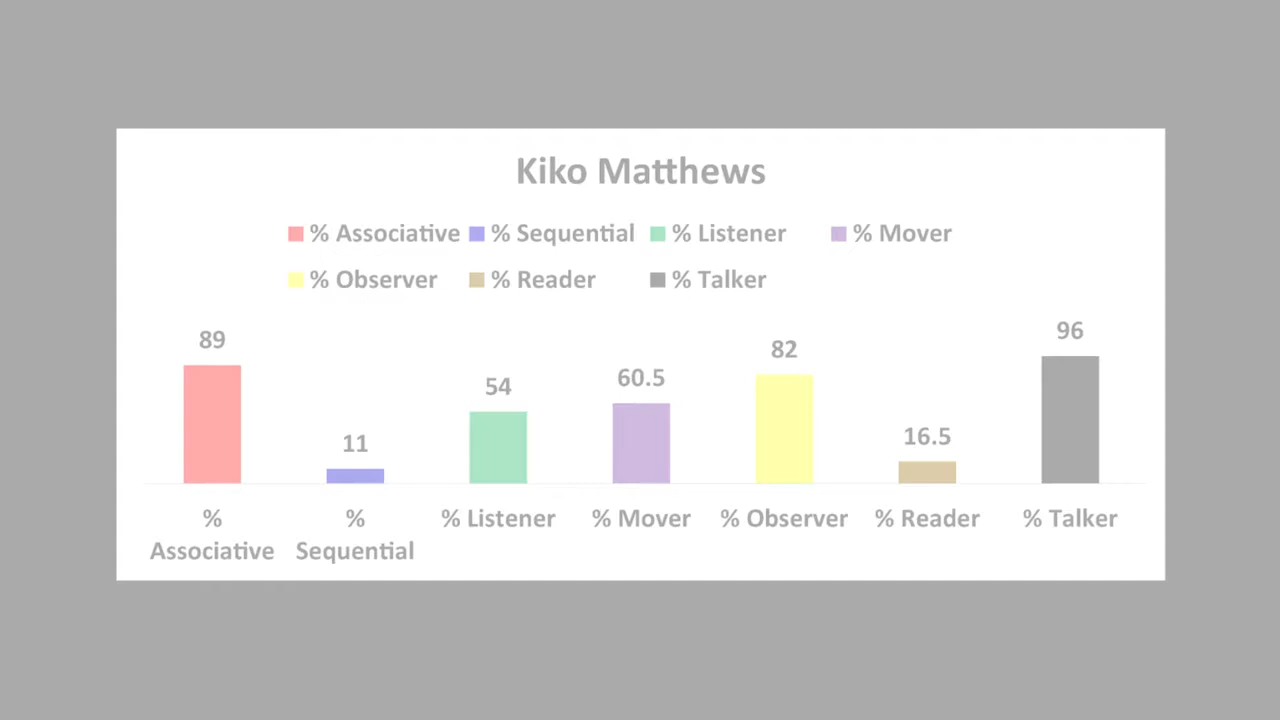 Kiko Matthews
% Associative % Sequential % Listener % Mover
% Observer % Reader % Talker
89
11
54
60.5
82
16.5
96
% Associative
% Sequential
% Listener
% Mover
% Observer
% Reader
% Talker